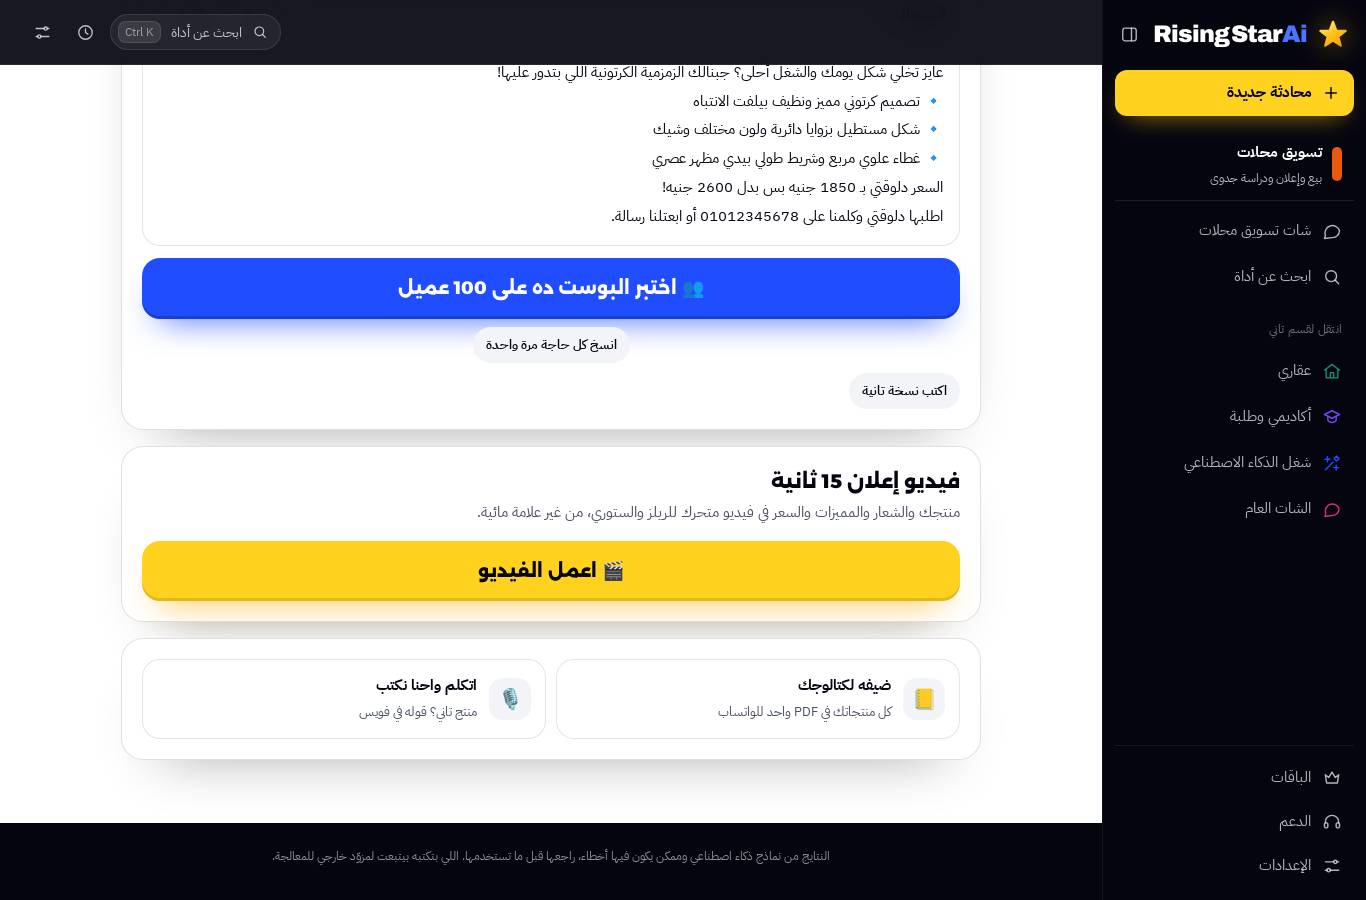 RisingStarAi
محادثة جديدة
تسويق محلات
بيع وإعلان ودراسة جدوى
شات تسويق محلات
ابحث عن أداة
انتقل لقسم تاني
عقاري
أكاديمي وطلبة
شغل الذكاء الاصطناعي
الشات العام
الباقات
الدعم
الإعدادات
ابحث عن أداة Ctrl K
عايز تخلي شكل يومك والشغل أحلى؟ جبنالك الزمزمية الكرتونية اللي بتدور عليها!
🔹 تصميم كرتوني مميز ونظيف بيلفت الانتباه
🔹 شكل مستطيل بزوايا دائرية ولون مختلف وشيك
🔹 غطاء علوي مربع وشريط طولي بيدي مظهر عصري
السعر دلوقتي بـ 1850 جنيه بس بدل 2600 جنيه!
اطلبها دلوقتي وكلمنا على 01012345678 أو ابعتلنا رسالة.
👥 اختبر البوست ده على 100 عميل
انسخ كل حاجة مرة واحدة
اكتب نسخة تانية
فيديو إعلان 15 ثانية
منتجك والشعار والمميزات والسعر في فيديو متحرك للريلز والستوري، من غير علامة مائية.
🎬 اعمل الفيديو
ضيفه لكتالوجك
كل منتجاتك في PDF واحد للواتساب
اتكلم واحنا نكتب
منتج تاني؟ قوله في فويس
النتايج من نماذج ذكاء اصطناعي وممكن يكون فيها أخطاء، راجعها قبل ما تستخدمها. اللي بتكتبه بيتبعت لمزوّد خارجي للمعالجة.